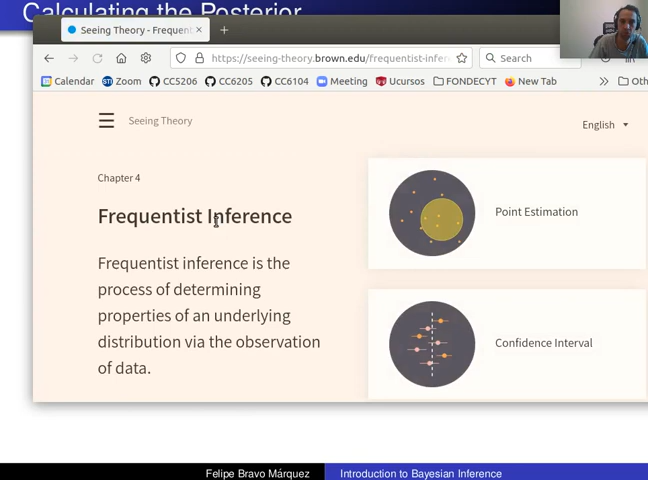 Calculating the Posterior
Seeing Theory - Frequent
https://seeing-theory.brown.edu/frequentist-infer
Search
Calendar Zoom CC5206 CC6205 CC6104 Meeting Ucursos FONDECYT New Tab Oth
Seeing Theory
English
Chapter 4
Frequentist Inference
Point Estimation
Frequentist inference is the
process of determining
properties of an underlying
distribution via the observation
of data.
Confidence Interval
Felipe Bravo Márquez Introduction to Bayesian Inference